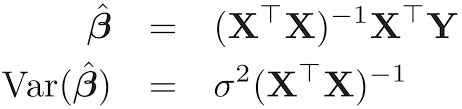 β̂ = (X⊤X)−1X⊤Y
Var(β̂) = σ²(X⊤X)−1